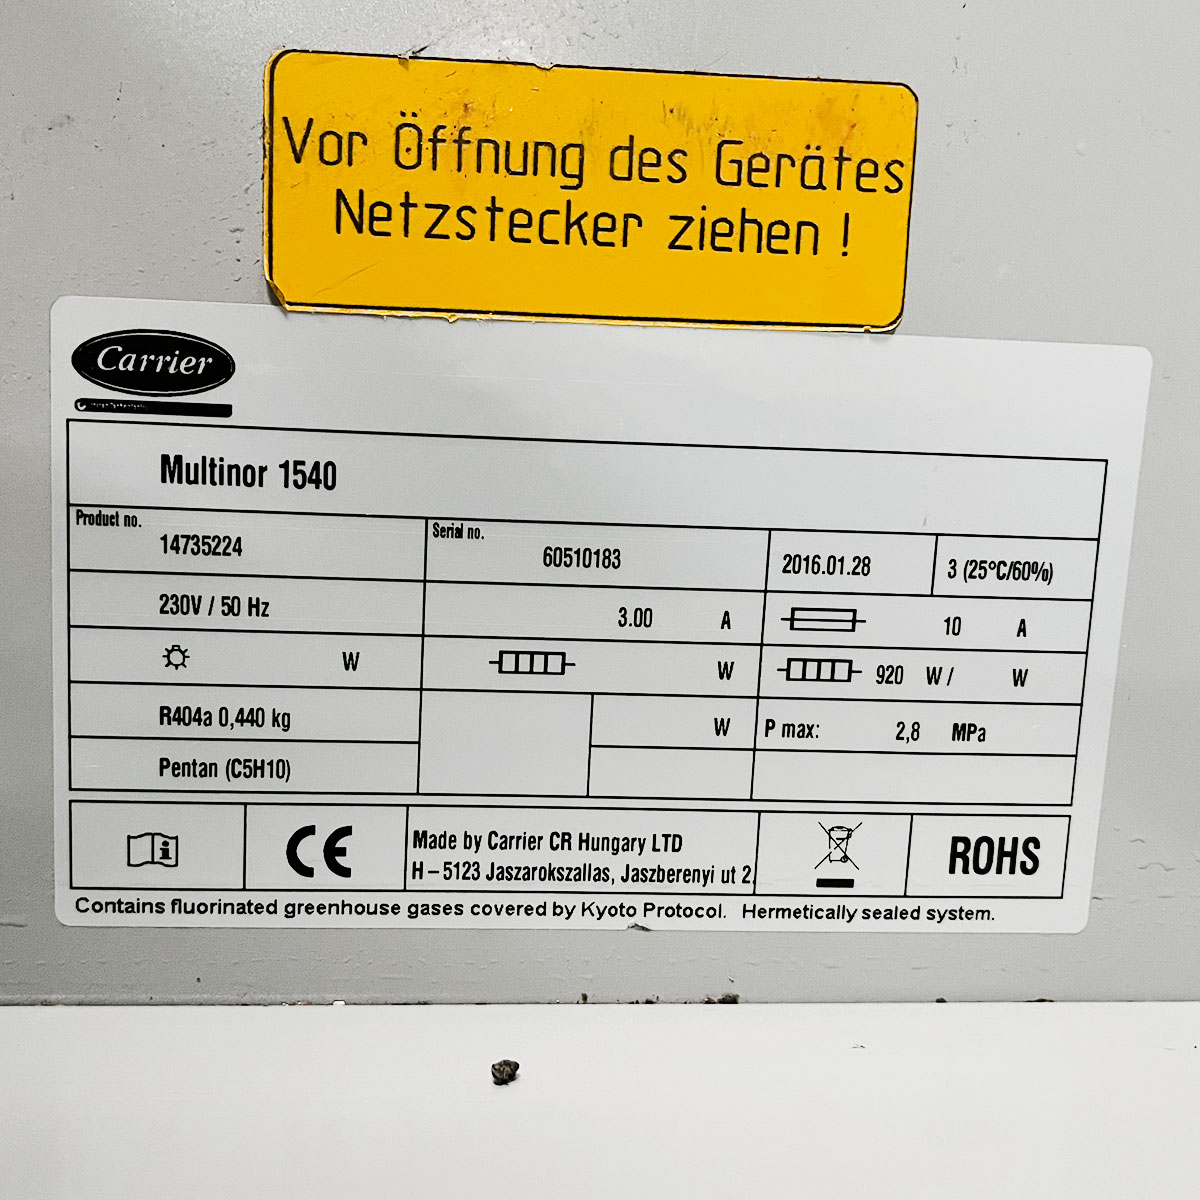 Vor Öffnung des Gerätes
Netzstecker ziehen !
Carrier
Multinor 1540
Product no.
14735224
Serial no.
60510183
2016.01.28
3 (25°C/60%)
230V / 50 Hz
3.00 A
10 A
W
W
920 W / W
R404a 0,440 kg
W
P max: 2,8 MPa
Pentan (C5H10)
CE
Made by Carrier CR Hungary LTD
H – 5123 Jaszarokszallas, Jaszberenyi ut 2.
ROHS
Contains fluorinated greenhouse gases covered by Kyoto Protocol. Hermetically sealed system.